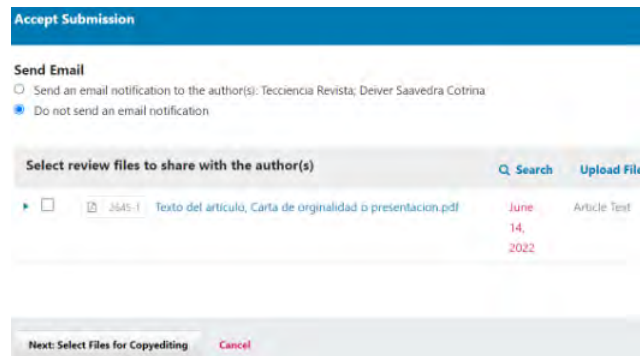 Accept Submission
Send Email
Send an email notification to the author(s): Tecciencia Revista; Deiver Saavedra Cotrina
Do not send an email notification
Select review files to share with the author(s)
Search
Upload File
2645-1
Texto del artículo, Carta de orginalidad o presentacion.pdf
June
14,
2022
Article Text
Next: Select Files for Copyediting
Cancel